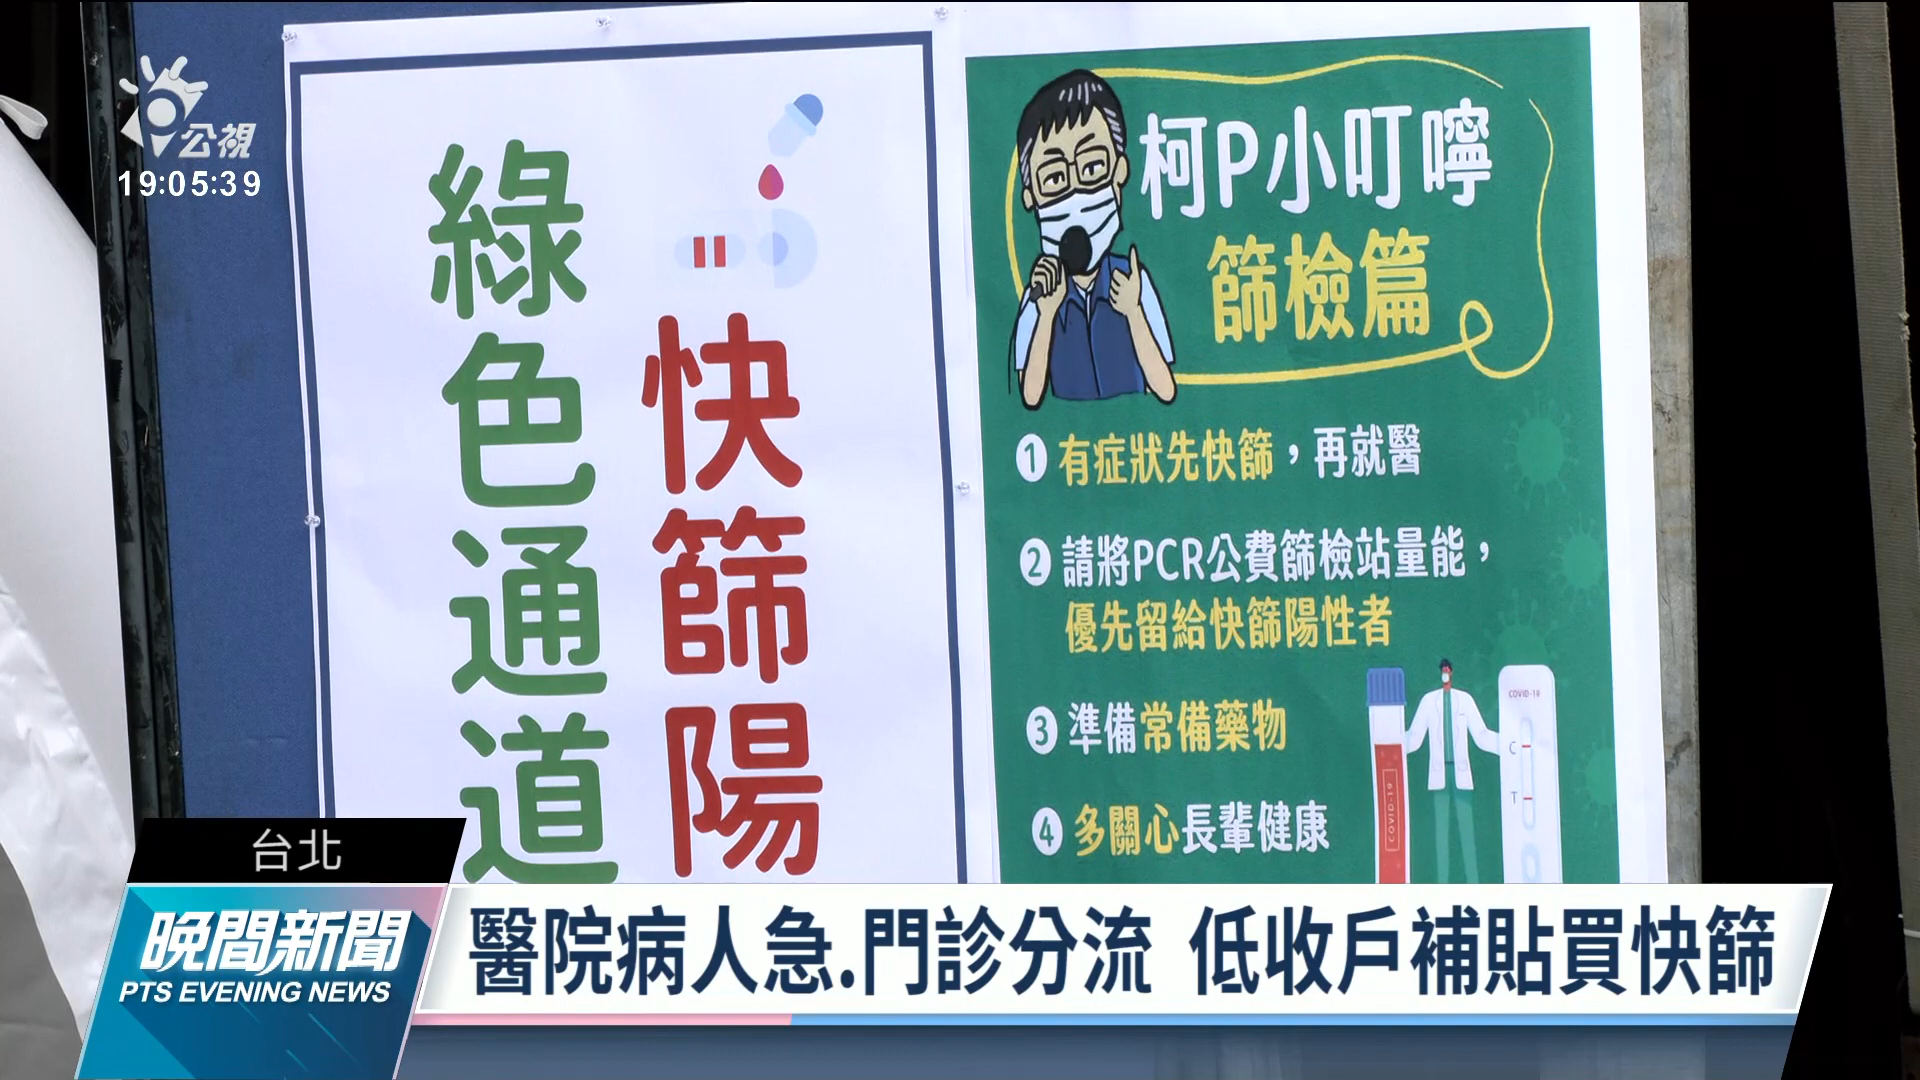 公視
19:05:39
快篩陽
綠色通道
柯P小叮嚀
篩檢篇
1 有症狀先快篩，再就醫
2 請將PCR公費篩檢站量能，
優先留給快篩陽性者
3 準備常備藥物
4 多關心長輩健康
COVID-19
COVID-19
C
T
台北
晚間新聞
PTS EVENING NEWS
醫院病人急.門診分流 低收戶補貼買快篩